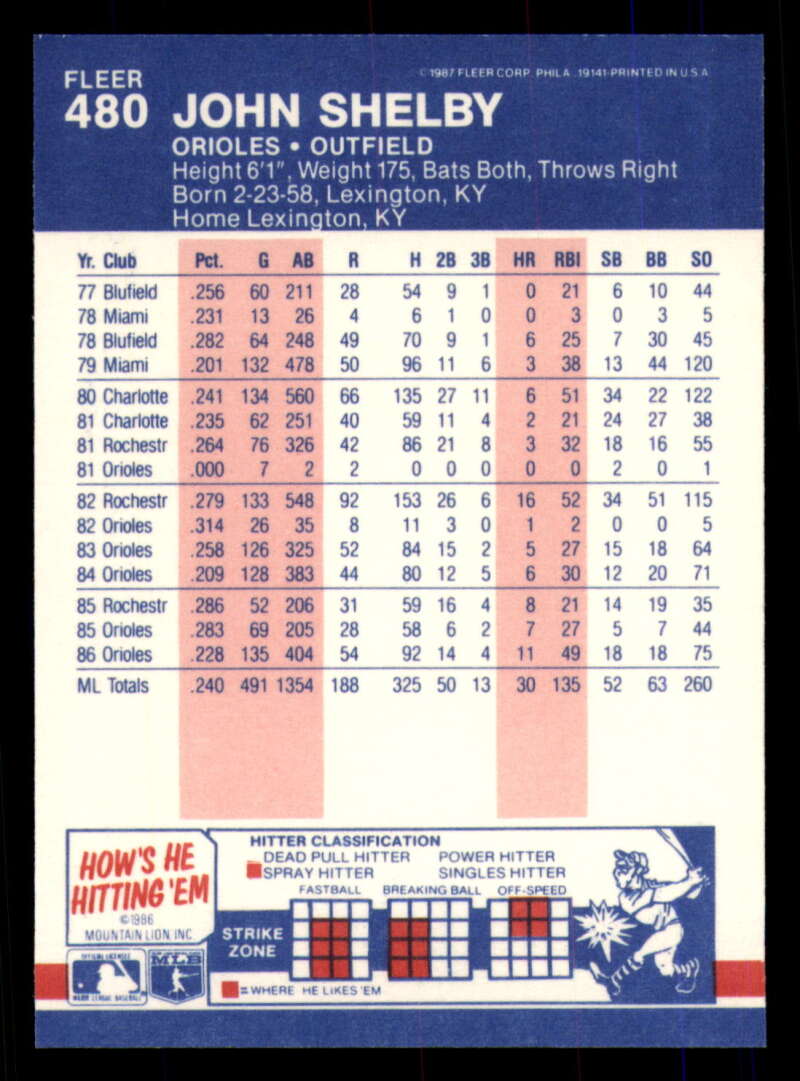 FLEER
© 1987 FLEER CORP. PHILA. 19141-PRINTED IN U.S.A.
480 JOHN SHELBY
ORIOLES • OUTFIELD
Height 6'1", Weight 175, Bats Both, Throws Right
Born 2-23-58, Lexington, KY
Home Lexington, KY
Yr. Club Pct. G AB R H 2B 3B HR RBI SB BB SO
77 Blufield .256 60 211 28 54 9 1 0 21 6 10 44
78 Miami .231 13 26 4 6 1 0 0 3 0 3 5
78 Blufield .282 64 248 49 70 9 1 6 25 7 30 45
79 Miami .201 132 478 50 96 11 6 3 38 13 44 120
80 Charlotte .241 134 560 66 135 27 11 6 51 34 22 122
81 Charlotte .235 62 251 40 59 11 4 2 21 24 27 38
81 Rochestr .264 76 326 42 86 21 8 3 32 18 16 55
81 Orioles .000 7 2 2 0 0 0 0 0 2 0 1
82 Rochestr .279 133 548 92 153 26 6 16 52 34 51 115
82 Orioles .314 26 35 8 11 3 0 1 2 0 0 5
83 Orioles .258 126 325 52 84 15 2 5 27 15 18 64
84 Orioles .209 128 383 44 80 12 5 6 30 12 20 71
85 Rochestr .286 52 206 31 59 16 4 8 21 14 19 35
85 Orioles .283 69 205 28 58 6 2 7 27 5 7 44
86 Orioles .228 135 404 54 92 14 4 11 49 18 18 75
ML Totals .240 491 1354 188 325 50 13 30 135 52 63 260
HOW'S HE
HITTING 'EM
©1986
MOUNTAIN LION INC
OFFICIAL LICENSEE
MAJOR LEAGUE BASEBALL
MLB
HITTER CLASSIFICATION
DEAD PULL HITTER POWER HITTER
SPRAY HITTER SINGLES HITTER
FASTBALL BREAKING BALL OFF-SPEED
STRIKE
ZONE
=WHERE HE LIKES 'EM